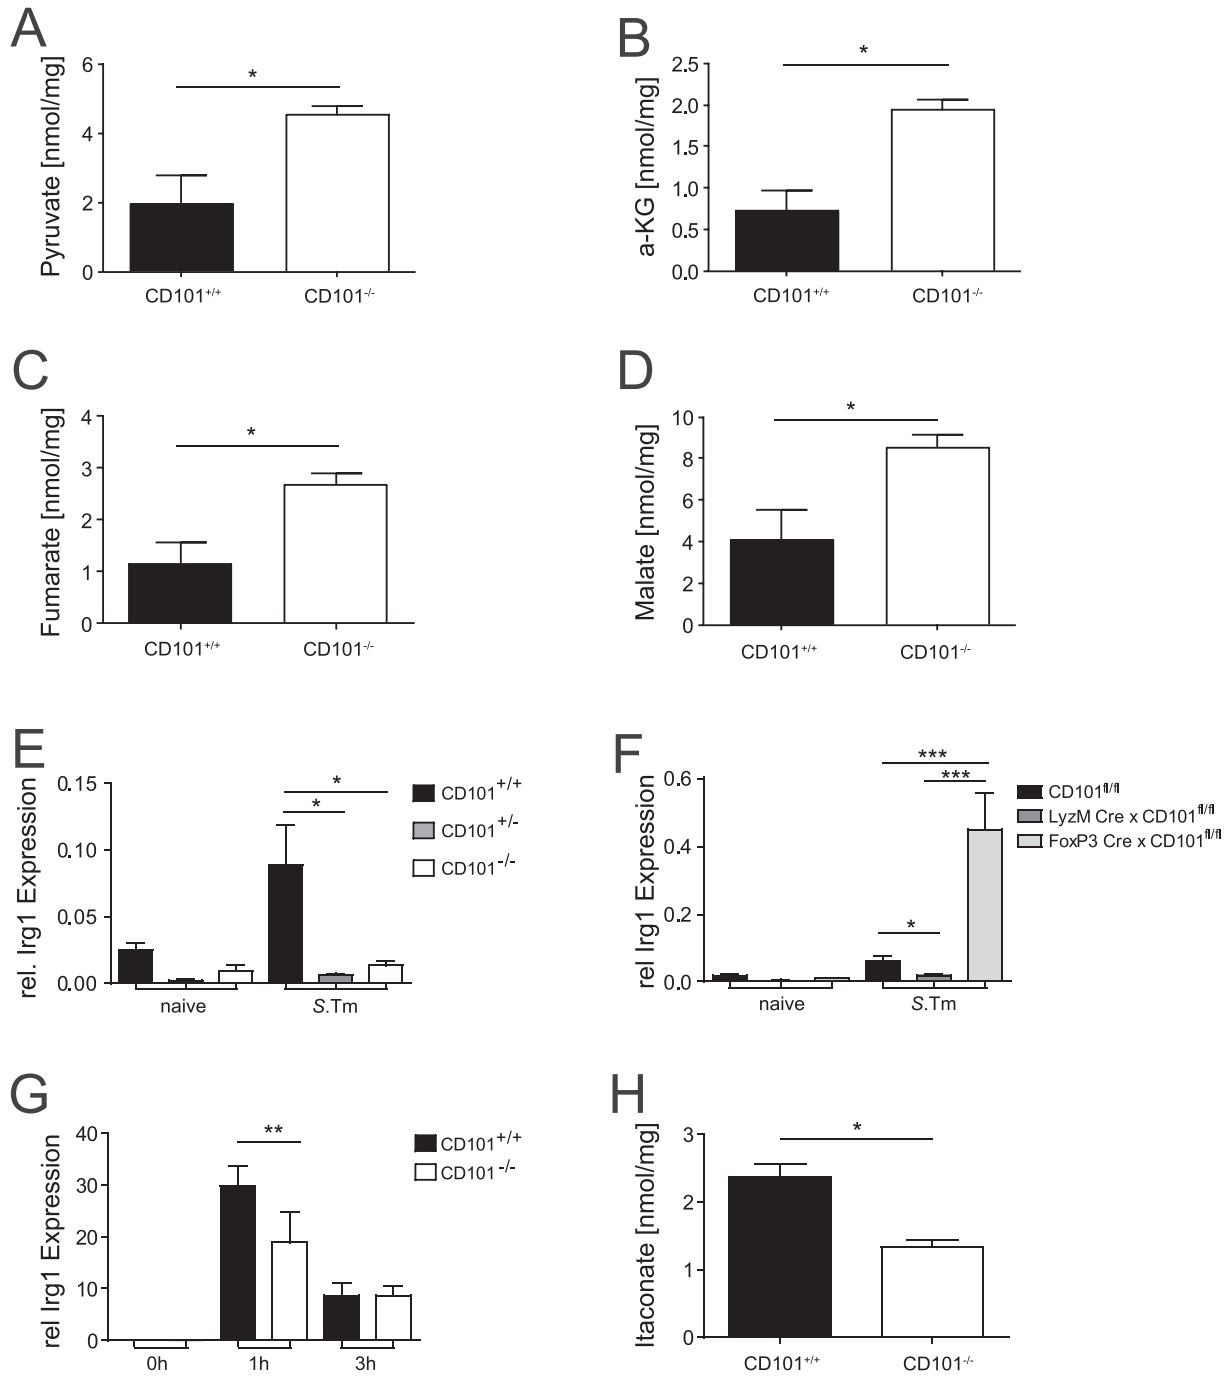 A
B
Pyruvate [nmol/mg]
6
4
2
0
*
CD101+/+
CD101-/-
a-KG [nmol/mg]
2.5
2.0
1.5
1.0
0.5
0.0
*
CD101+/+
CD101-/-
C
D
Fumarate [nmol/mg]
4
3
2
1
0
*
CD101+/+
CD101-/-
Malate [nmol/mg]
10
8
6
4
2
0
*
CD101+/+
CD101-/-
E
F
rel. Irg1 Expression
0.15
0.10
0.05
0.00
*
*
naive
S.Tm
CD101+/+
CD101+/-
CD101-/-
rel Irg1 Expression
0.6
0.4
0.2
0.0
***
***
*
naive
S.Tm
CD101fl/fl
LyzM Cre x CD101fl/fl
FoxP3 Cre x CD101fl/fl
G
H
rel Irg1 Expression
40
30
20
10
0
**
0h
1h
3h
CD101+/+
CD101-/-
Itaconate [nmol/mg]
3
2
1
0
*
CD101+/+
CD101-/-